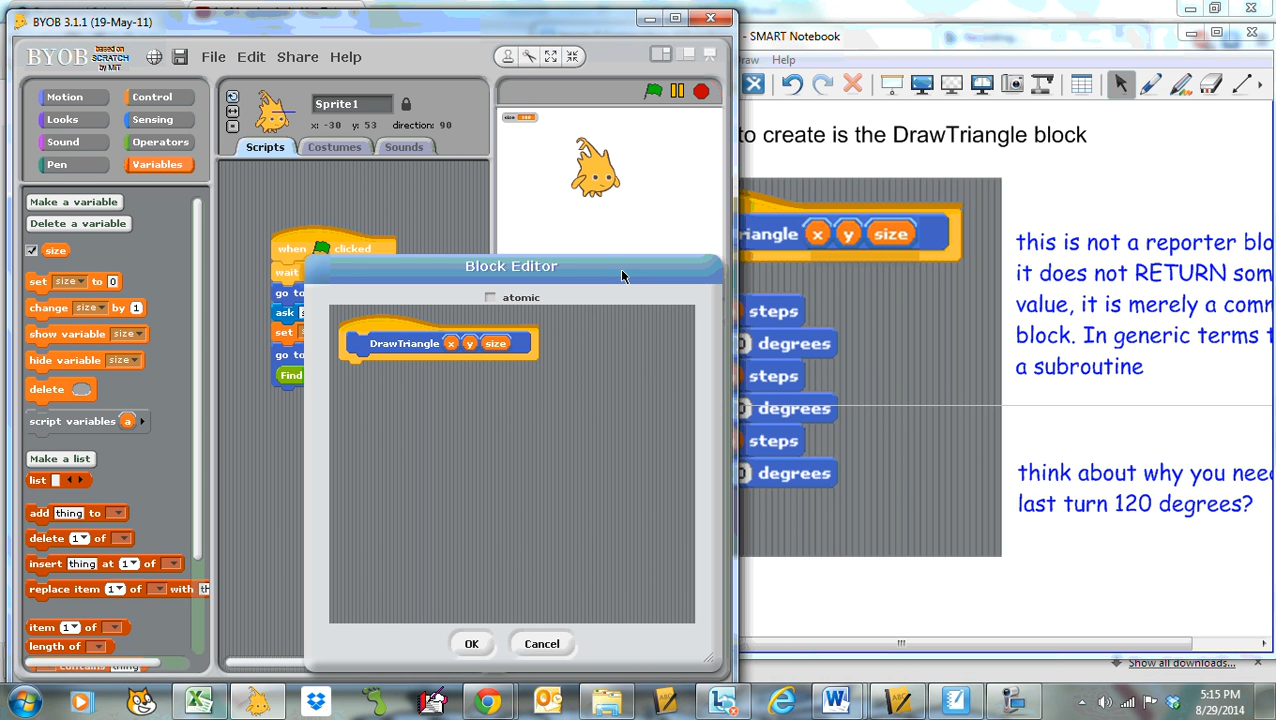 BYOB 3.1.1 (19-May-11)
BYOB based on SCRATCH by MIT
File Edit Share Help
Motion Control
Looks Sensing
Sound Operators
Pen Variables
Make a variable
Delete a variable
size
set size to 0
change size by 1
show variable size
hide variable size
delete
script variables a
Make a list
list
add thing to
delete 1 of
insert thing at 1 of
replace item 1 of with th
item 1 of
length of
contains thing
Sprite1
x: -30 y: 53 direction: 90
Scripts Costumes Sounds
size
when clicked
wait
go to
ask
set
go to
Find
Block Editor
atomic
DrawTriangle x y size
OK Cancel
- SMART Notebook
raw Help
to create is the DrawTriangle block
iangle x y size
steps
degrees
steps
degrees
steps
degrees
this is not a reporter blo
it does not RETURN som
value, it is merely a comm
block. In generic terms t
a subroutine
think about why you nee
last turn 120 degrees?
Show all downloads...
5:15 PM
8/29/2014